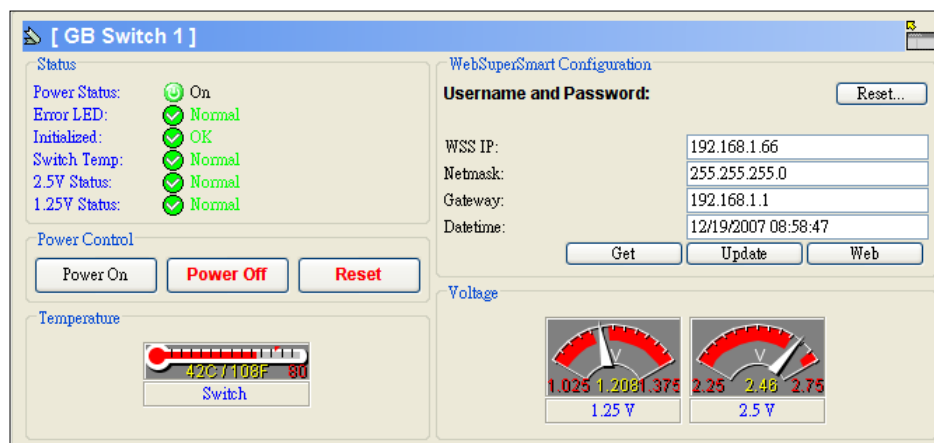 [ GB Switch 1 ]
Status
Power Status: On
Error LED: Normal
Initialized: OK
Switch Temp: Normal
2.5V Status: Normal
1.25V Status: Normal
Power Control
Power On Power Off Reset
Temperature
42C / 108F 80
Switch
WebSuperSmart Configuration
Username and Password: Reset...
WSS IP: 192.168.1.66
Netmask: 255.255.255.0
Gateway: 192.168.1.1
Datetime: 12/19/2007 08:58:47
Get Update Web
Voltage
V V
1.025 1.208 1.375 2.25 2.46 2.75
1.25 V 2.5 V